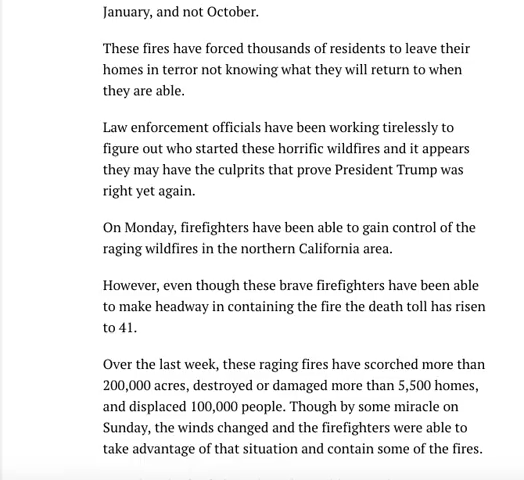 January, and not October.
These fires have forced thousands of residents to leave their
homes in terror not knowing what they will return to when
they are able.
Law enforcement officials have been working tirelessly to
figure out who started these horrific wildfires and it appears
they may have the culprits that prove President Trump was
right yet again.
On Monday, firefighters have been able to gain control of the
raging wildfires in the northern California area.
However, even though these brave firefighters have been able
to make headway in containing the fire the death toll has risen
to 41.
Over the last week, these raging fires have scorched more than
200,000 acres, destroyed or damaged more than 5,500 homes,
and displaced 100,000 people. Though by some miracle on
Sunday, the winds changed and the firefighters were able to
take advantage of that situation and contain some of the fires.